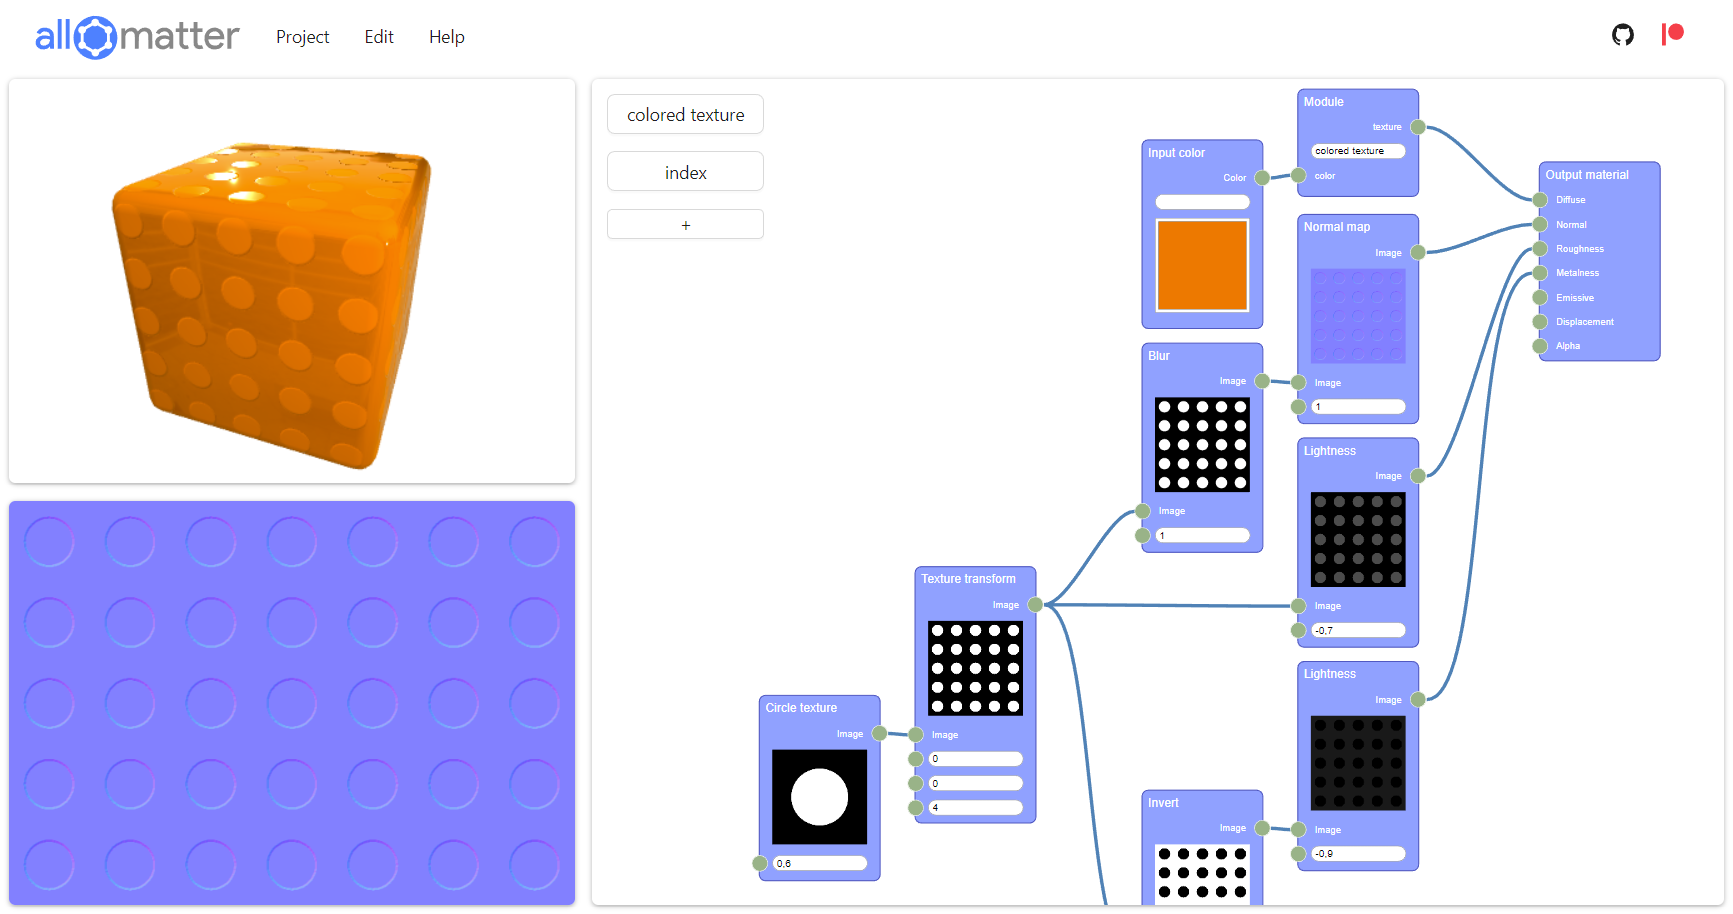 allomatter
Project
Edit
Help
colored texture
index
+
Module
texture
colored texture
color
Input color
Color
Normal map
Image
Image
1
Output material
Diffuse
Normal
Roughness
Metalness
Emissive
Displacement
Alpha
Blur
Image
Image
1
Lightness
Image
Image
-0,7
Texture transform
Image
Image
0
0
4
Circle texture
Image
0,6
Lightness
Image
Image
-0,9
Invert
Image